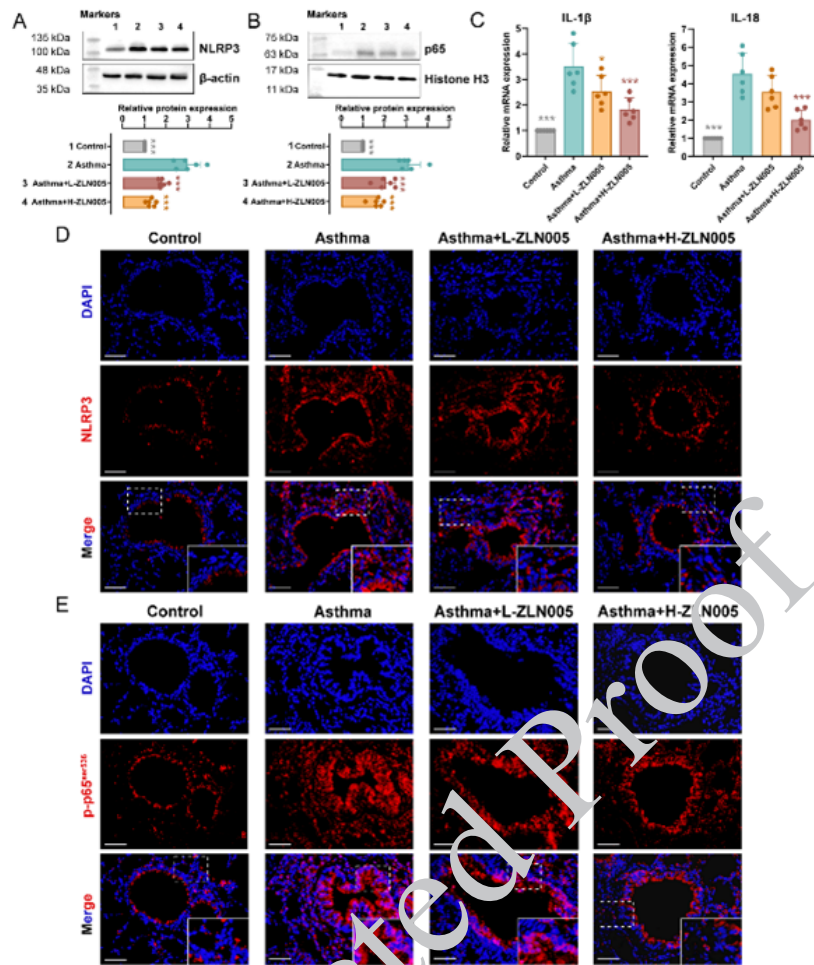 A
Markers
1 2 3 4
135 kDa
100 kDa
NLRP3
48 kDa
35 kDa
β-actin
Relative protein expression
0 1 2 3 4 5
1 Control
2 Asthma
3 Asthma+L-ZLN005
4 Asthma+H-ZLN005
***
***
***
B
Markers
1 2 3 4
75 kDa
63 kDa
p65
17 kDa
11 kDa
Histone H3
Relative protein expression
0 1 2 3 4 5
1 Control
2 Asthma
3 Asthma+L-ZLN005
4 Asthma+H-ZLN005
***
***
***
C
IL-1β
Relative mRNA expression
5
4
3
2
1
***
*
***
Control
Asthma
Asthma+L-ZLN005
Asthma+H-ZLN005
IL-18
Relative mRNA expression
7
6
5
4
3
2
1
0
***
***
Control
Asthma
Asthma+L-ZLN005
Asthma+H-ZLN005
D
Control Asthma Asthma+L-ZLN005 Asthma+H-ZLN005
DAPI
NLRP3
Merge
E
Control Asthma Asthma+L-ZLN005 Asthma+H-ZLN005
DAPI
p-p65ser536
Merge
ted Proof